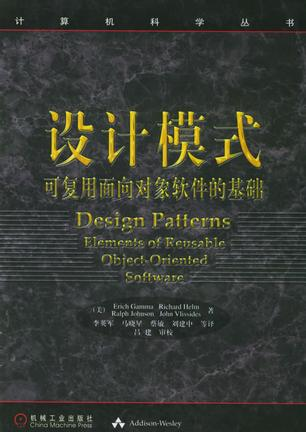 计算机科学丛书
设计模式
可复用面向对象软件的基础
Design Patterns
Elements of Reusable
Object-Oriented
Software
(美) Erich Gamma Richard Helm 著
Ralph Johnson John Vlissides
李英军 马晓星 蔡敏 刘建中 等译
吕建 审校
机械工业出版社
China Machine Press
Addison-Wesley